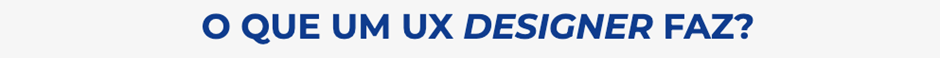 O QUE UM UX DESIGNER FAZ?